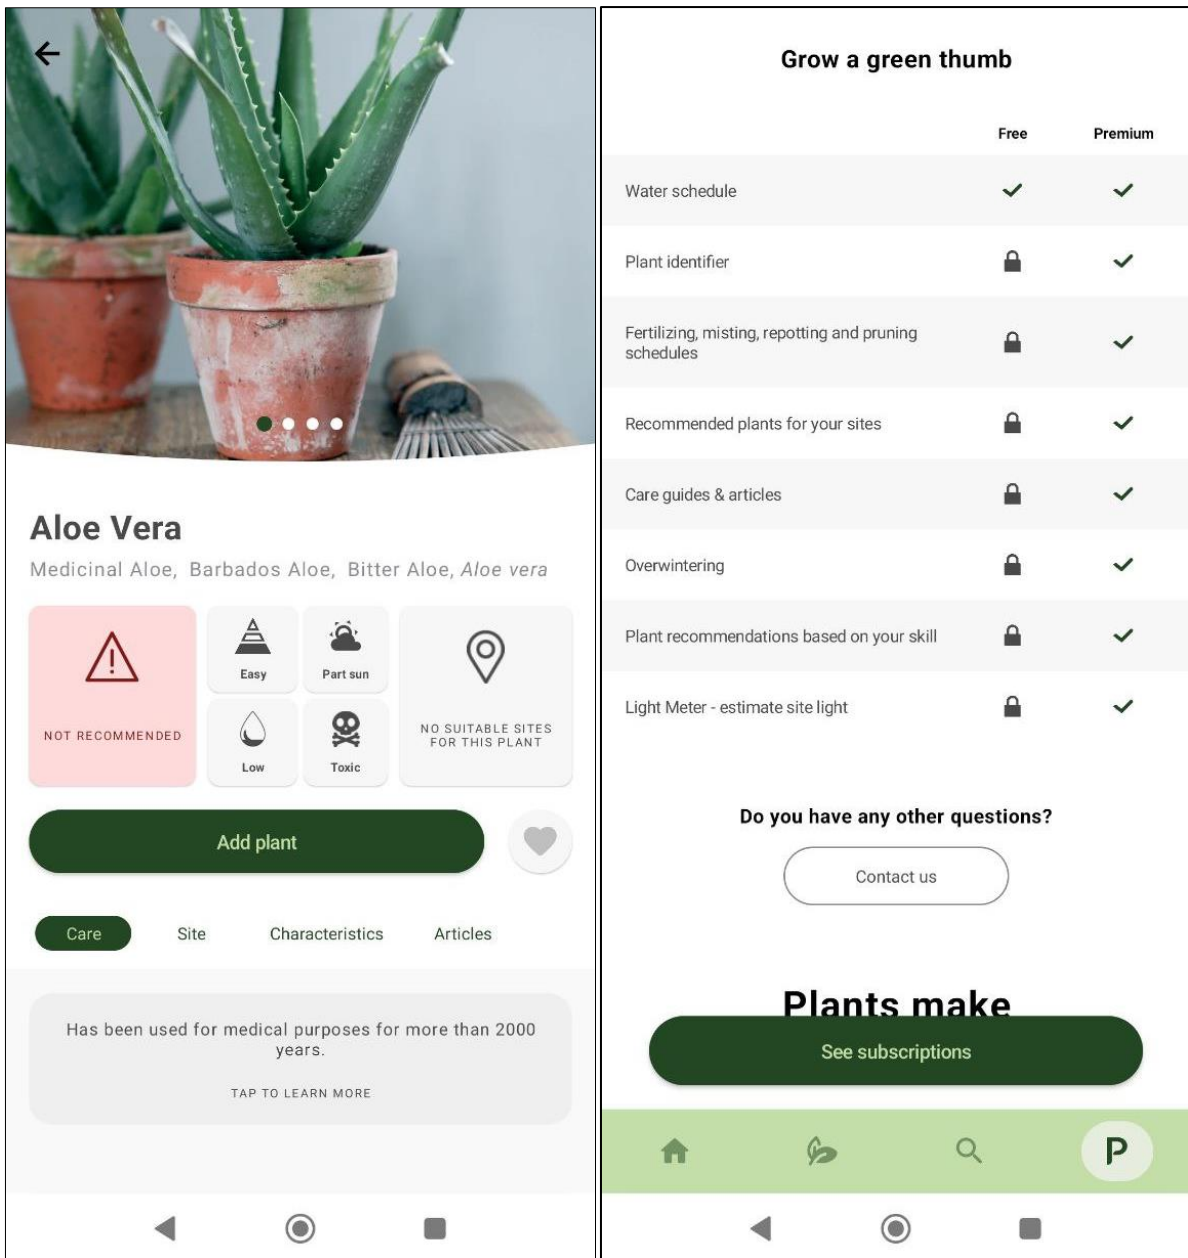 Aloe Vera
Medicinal Aloe, Barbados Aloe, Bitter Aloe, Aloe vera
NOT RECOMMENDED
Easy
Part sun
Low
Toxic
NO SUITABLE SITES
FOR THIS PLANT
Add plant
Care Site Characteristics Articles
Has been used for medical purposes for more than 2000
years.
TAP TO LEARN MORE
Grow a green thumb
Free Premium
Water schedule
Plant identifier
Fertilizing, misting, repotting and pruning
schedules
Recommended plants for your sites
Care guides & articles
Overwintering
Plant recommendations based on your skill
Light Meter - estimate site light
Do you have any other questions?
Contact us
Plants make
See subscriptions
P